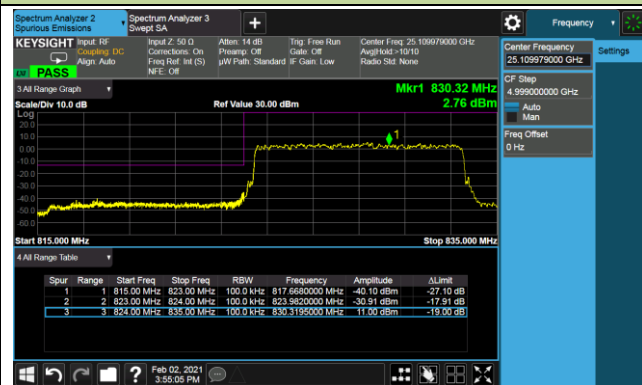 Spectrum Analyzer 2
Spurious Emissions
Spectrum Analyzer 3
Swept SA
Frequency
KEYSIGHT
Input: RF
Coupling: DC
Align: Auto
Input Z: 50 Ω
Corrections: On
Freq Ref: Int (S)
NFE: Off
Atten: 14 dB
Preamp: Off
µW Path: Standard
Trig: Free Run
Gate: Off
IF Gain: Low
Center Freq: 25.109979000 GHz
Avg|Hold:>10/10
Radio Std: None
PASS
Center Frequency
25.109979000 GHz
Settings
CF Step
4.999000000 GHz
Auto
Man
Freq Offset
0 Hz
3 All Range Graph
Mkr1 830.32 MHz
Scale/Div 10.0 dB
Ref Value 30.00 dBm
2.76 dBm
Log
20.0
10.0
0.00
-10.0
-20.0
-30.0
-40.0
-50.0
-60.0
1
Start 815.000 MHz
Stop 835.000 MHz
4 All Range Table
Spur Range Start Freq Stop Freq RBW Frequency Amplitude ΔLimit
1 1 815.00 MHz 823.00 MHz 100.0 kHz 817.6680000 MHz -40.10 dBm -27.10 dB
2 2 823.00 MHz 824.00 MHz 100.0 kHz 823.9820000 MHz -30.91 dBm -17.91 dB
3 3 824.00 MHz 835.00 MHz 100.0 kHz 830.3195000 MHz 11.00 dBm -19.00 dB
Feb 02, 2021
3:55:05 PM